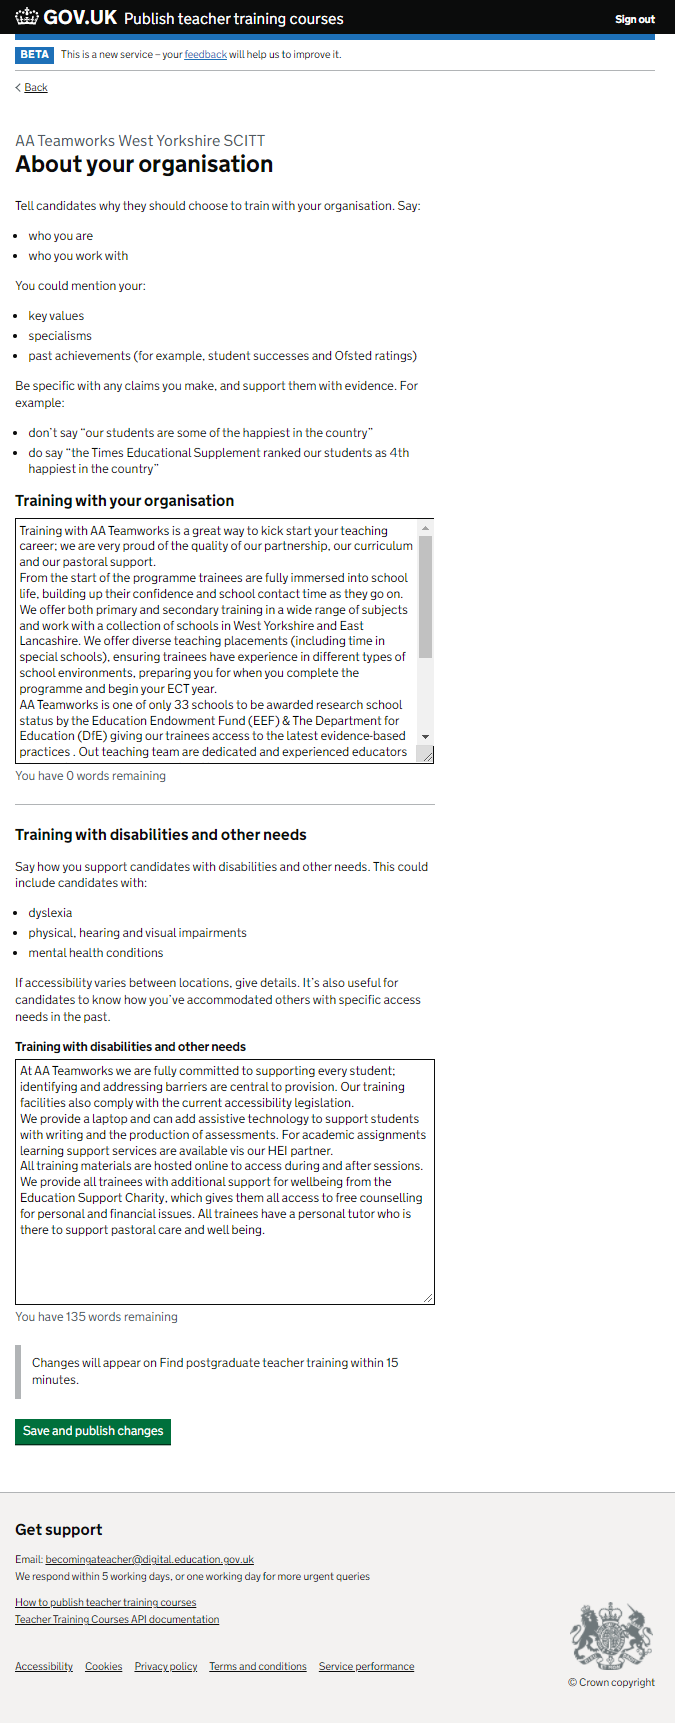 GOV.UK Publish teacher training courses
Sign out
BETA This is a new service – your feedback will help us to improve it.
Back
AA Teamworks West Yorkshire SCITT
About your organisation
Tell candidates why they should choose to train with your organisation. Say:
• who you are
• who you work with
You could mention your:
• key values
• specialisms
• past achievements (for example, student successes and Ofsted ratings)
Be specific with any claims you make, and support them with evidence. For
example:
• don’t say “our students are some of the happiest in the country”
• do say “the Times Educational Supplement ranked our students as 4th
happiest in the country”
Training with your organisation
Training with AA Teamworks is a great way to kick start your teaching
career; we are very proud of the quality of our partnership, our curriculum
and our pastoral support.
From the start of the programme trainees are fully immersed into school
life, building up their confidence and school contact time as they go on.
We offer both primary and secondary training in a wide range of subjects
and work with a collection of schools in West Yorkshire and East
Lancashire. We offer diverse teaching placements (including time in
special schools), ensuring trainees have experience in different types of
school environments, preparing you for when you complete the
programme and begin your ECT year.
AA Teamworks is one of only 33 schools to be awarded research school
status by the Education Endowment Fund (EEF) & The Department for
Education (DfE) giving our trainees access to the latest evidence-based
practices . Out teaching team are dedicated and experienced educators
You have 0 words remaining
Training with disabilities and other needs
Say how you support candidates with disabilities and other needs. This could
include candidates with:
• dyslexia
• physical, hearing and visual impairments
• mental health conditions
If accessibility varies between locations, give details. It’s also useful for
candidates to know how you’ve accommodated others with specific access
needs in the past.
Training with disabilities and other needs
At AA Teamworks we are fully committed to supporting every student;
identifying and addressing barriers are central to provision. Our training
facilities also comply with the current accessibility legislation.
We provide a laptop and can add assistive technology to support students
with writing and the production of assessments. For academic assignments
learning support services are available vis our HEI partner.
All training materials are hosted online to access during and after sessions.
We provide all trainees with additional support for wellbeing from the
Education Support Charity, which gives them all access to free counselling
for personal and financial issues. All trainees have a personal tutor who is
there to support pastoral care and well being.
You have 135 words remaining
Changes will appear on Find postgraduate teacher training within 15
minutes.
Save and publish changes
Get support
Email: becomingateacher@digital.education.gov.uk
We respond within 5 working days, or one working day for more urgent queries
How to publish teacher training courses
Teacher Training Courses API documentation
Accessibility Cookies Privacy policy Terms and conditions Service performance
© Crown copyright